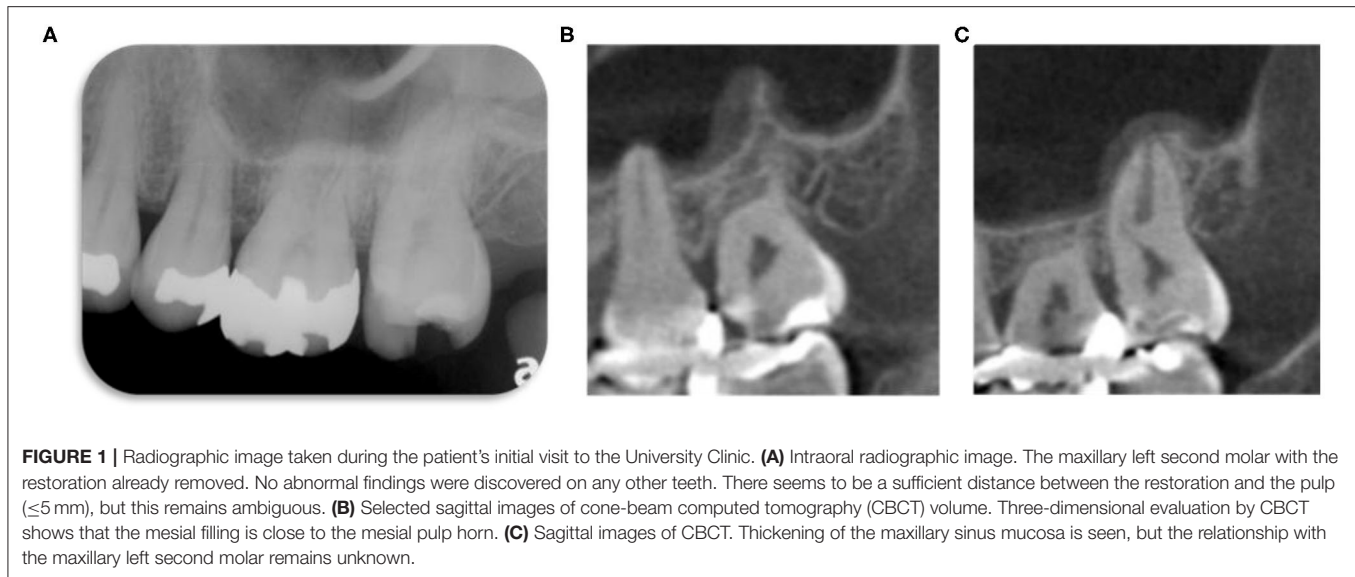 A
B
C
a
FIGURE 1 | Radiographic image taken during the patient's initial visit to the University Clinic. (A) Intraoral radiographic image. The maxillary left second molar with the
restoration already removed. No abnormal findings were discovered on any other teeth. There seems to be a sufficient distance between the restoration and the pulp
(≤5 mm), but this remains ambiguous. (B) Selected sagittal images of cone-beam computed tomography (CBCT) volume. Three-dimensional evaluation by CBCT
shows that the mesial filling is close to the mesial pulp horn. (C) Sagittal images of CBCT. Thickening of the maxillary sinus mucosa is seen, but the relationship with
the maxillary left second molar remains unknown.